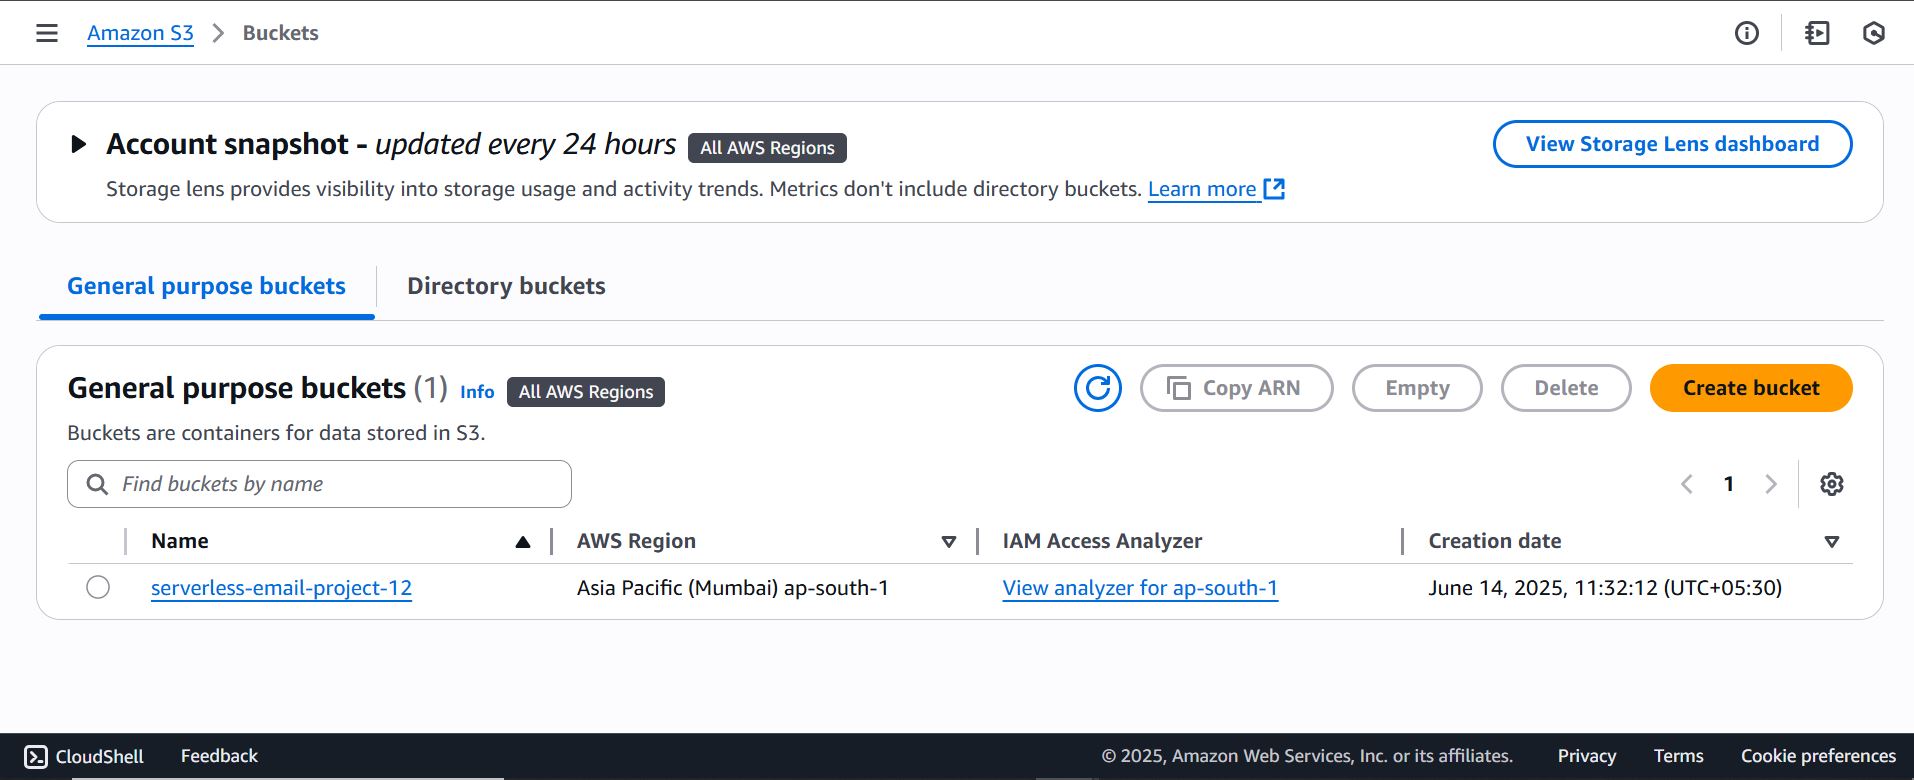 Amazon S3 > Buckets
Account snapshot - updated every 24 hours All AWS Regions
View Storage Lens dashboard
Storage lens provides visibility into storage usage and activity trends. Metrics don't include directory buckets. Learn more
General purpose buckets
Directory buckets
General purpose buckets (1) Info All AWS Regions
Copy ARN
Empty
Delete
Create bucket
Buckets are containers for data stored in S3.
Find buckets by name
1
Name AWS Region IAM Access Analyzer Creation date
serverless-email-project-12 Asia Pacific (Mumbai) ap-south-1 View analyzer for ap-south-1 June 14, 2025, 11:32:12 (UTC+05:30)
CloudShell Feedback © 2025, Amazon Web Services, Inc. or its affiliates. Privacy Terms Cookie preferences